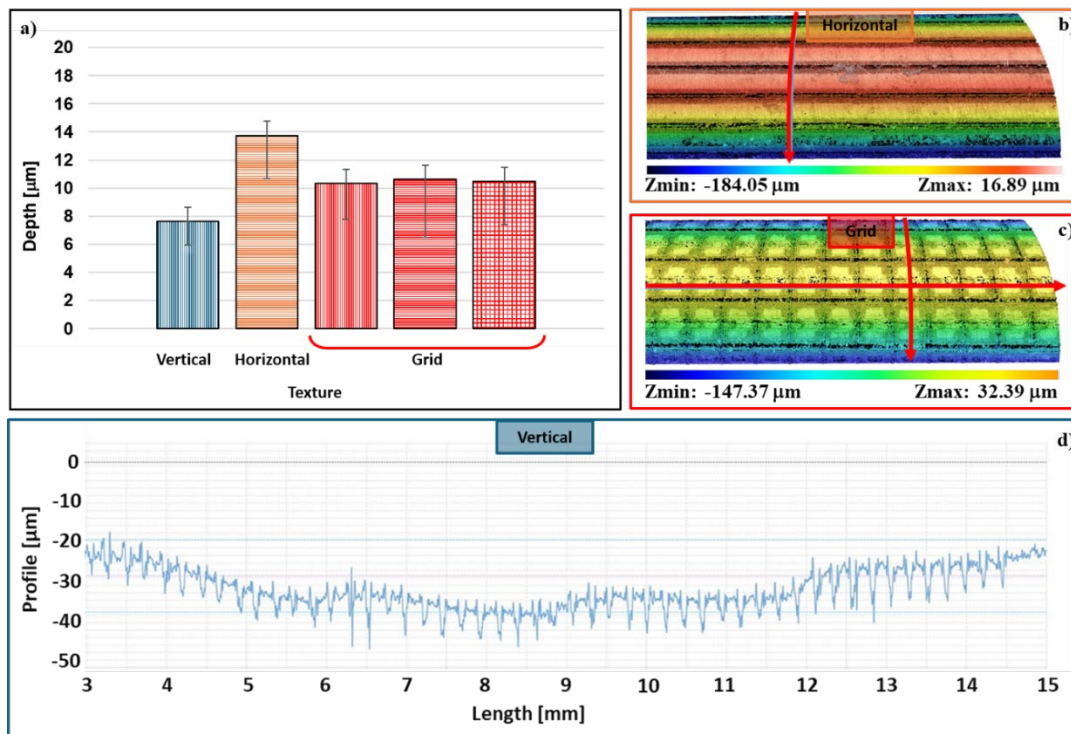 a)
20
18
16
14
12
10
8
6
4
2
0
Depth [µm]
Vertical Horizontal Grid
Texture
Horizontal
b)
Zmin: -184.05 µm Zmax: 16.89 µm
Grid
c)
Zmin: -147.37 µm Zmax: 32.39 µm
Vertical
d)
0
-10
-20
-30
-40
-50
Profile [µm]
3 4 5 6 7 8 9 10 11 12 13 14 15
Length [mm]